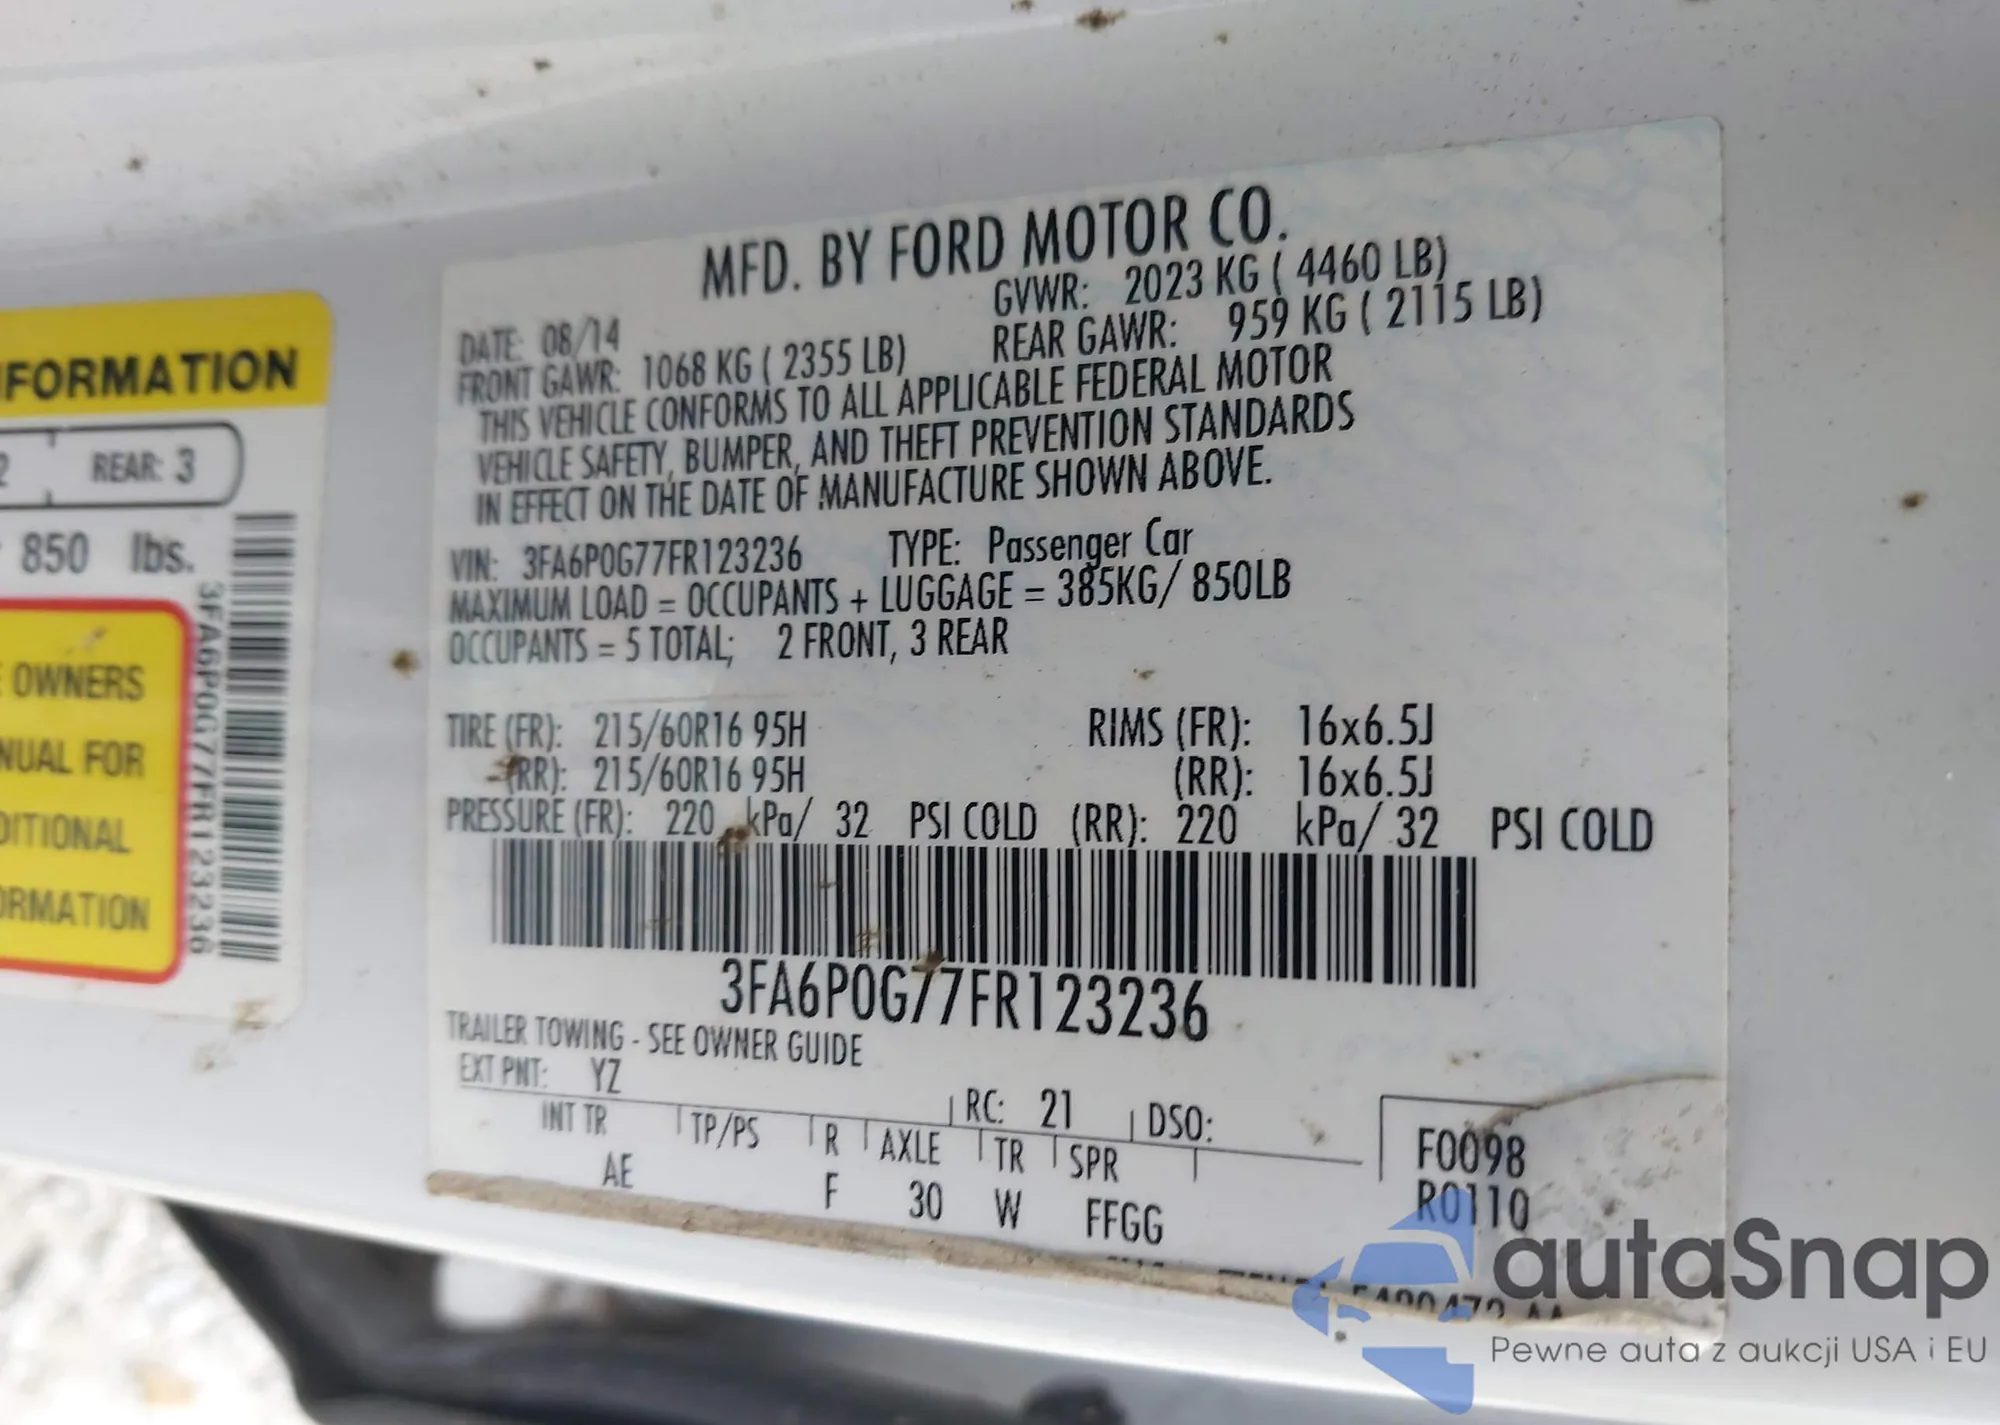 NFORMATION
2 REAR: 3
850 lbs.
OWNERS
NUAL FOR
DITIONAL
ORMATION
3FA6P0G77FR123236
MFD. BY FORD MOTOR CO.
DATE: 08/14 GVWR: 2023 KG ( 4460 LB)
FRONT GAWR: 1068 KG ( 2355 LB) REAR GAWR: 959 KG ( 2115 LB)
THIS VEHICLE CONFORMS TO ALL APPLICABLE FEDERAL MOTOR
VEHICLE SAFETY, BUMPER, AND THEFT PREVENTION STANDARDS
IN EFFECT ON THE DATE OF MANUFACTURE SHOWN ABOVE.
VIN: 3FA6P0G77FR123236 TYPE: Passenger Car
MAXIMUM LOAD = OCCUPANTS + LUGGAGE = 385KG/ 850LB
OCCUPANTS = 5 TOTAL; 2 FRONT, 3 REAR
TIRE (FR): 215/60R16 95H RIMS (FR): 16x6.5J
(RR): 215/60R16 95H (RR): 16x6.5J
PRESSURE (FR): 220 kPa/ 32 PSI COLD (RR): 220 kPa/ 32 PSI COLD
3FA6P0G77FR123236
TRAILER TOWING - SEE OWNER GUIDE
EXT PNT: YZ RC: 21 DSO:
INT TR TP/PS R AXLE TR SPR F0098
AE F 30 W FFGG R0110
autaSnap
Pewne auta z aukcji USA i EU